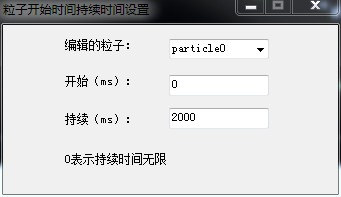 粒子开始时间持续时间设置
编辑的粒子： particle0
开始（ms）： 0
持续（ms）： 2000
0表示持续时间无限